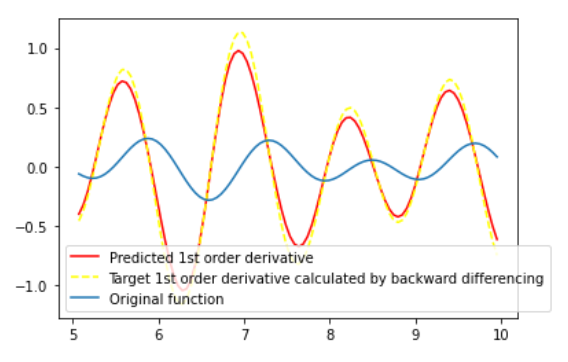 1.0
0.5
0.0
−0.5
−1.0
Predicted 1st order derivative
Target 1st order derivative calculated by backward differencing
Original function
5 6 7 8 9 10